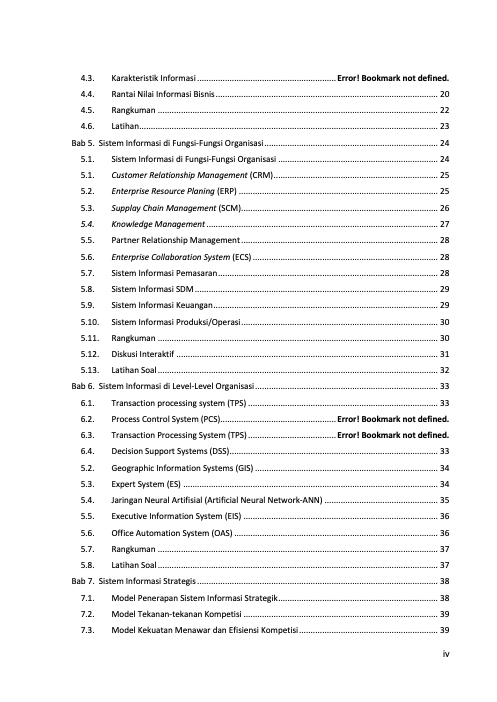 4.3. Karakteristik Informasi ............................................................ Error! Bookmark not defined.
4.4. Rantai Nilai Informasi Bisnis ............................................................ 20
4.5. Rangkuman ............................................................ 22
4.6. Latihan ............................................................ 23
Bab 5. Sistem Informasi di Fungsi-Fungsi Organisasi ............................................................ 24
5.1. Sistem Informasi di Fungsi-Fungsi Organisasi ............................................................ 24
5.1. Customer Relationship Management (CRM) ............................................................ 25
5.2. Enterprise Resource Planing (ERP) ............................................................ 25
5.3. Supplay Chain Management (SCM) ............................................................ 26
5.4. Knowledge Management ............................................................ 27
5.5. Partner Relationship Management ............................................................ 28
5.6. Enterprise Collaboration System (ECS) ............................................................ 28
5.7. Sistem Informasi Pemasaran ............................................................ 28
5.8. Sistem Informasi SDM ............................................................ 29
5.9. Sistem Informasi Keuangan ............................................................ 29
5.10. Sistem Informasi Produksi/Operasi ............................................................ 30
5.11. Rangkuman ............................................................ 30
5.12. Diskusi Interaktif ............................................................ 31
5.13. Latihan Soal ............................................................ 32
Bab 6. Sistem Informasi di Level-Level Organisasi ............................................................ 33
6.1. Transaction processing system (TPS) ............................................................ 33
6.2. Process Control System (PCS) ............................................................ Error! Bookmark not defined.
6.3. Transaction Processing System (TPS) ............................................................ Error! Bookmark not defined.
6.4. Decision Support Systems (DSS) ............................................................ 33
5.2. Geographic Information Systems (GIS) ............................................................ 34
5.3. Expert System (ES) ............................................................ 34
5.4. Jaringan Neural Artifisial (Artificial Neural Network-ANN) ............................................................ 35
5.5. Executive Information System (EIS) ............................................................ 36
5.6. Office Automation System (OAS) ............................................................ 36
5.7. Rangkuman ............................................................ 37
5.8. Latihan Soal ............................................................ 37
Bab 7. Sistem Informasi Strategis ............................................................ 38
7.1. Model Penerapan Sistem Informasi Strategik ............................................................ 38
7.2. Model Tekanan-tekanan Kompetisi ............................................................ 39
7.3. Model Kekuatan Menawar dan Efisiensi Kompetisi ............................................................ 39
iv